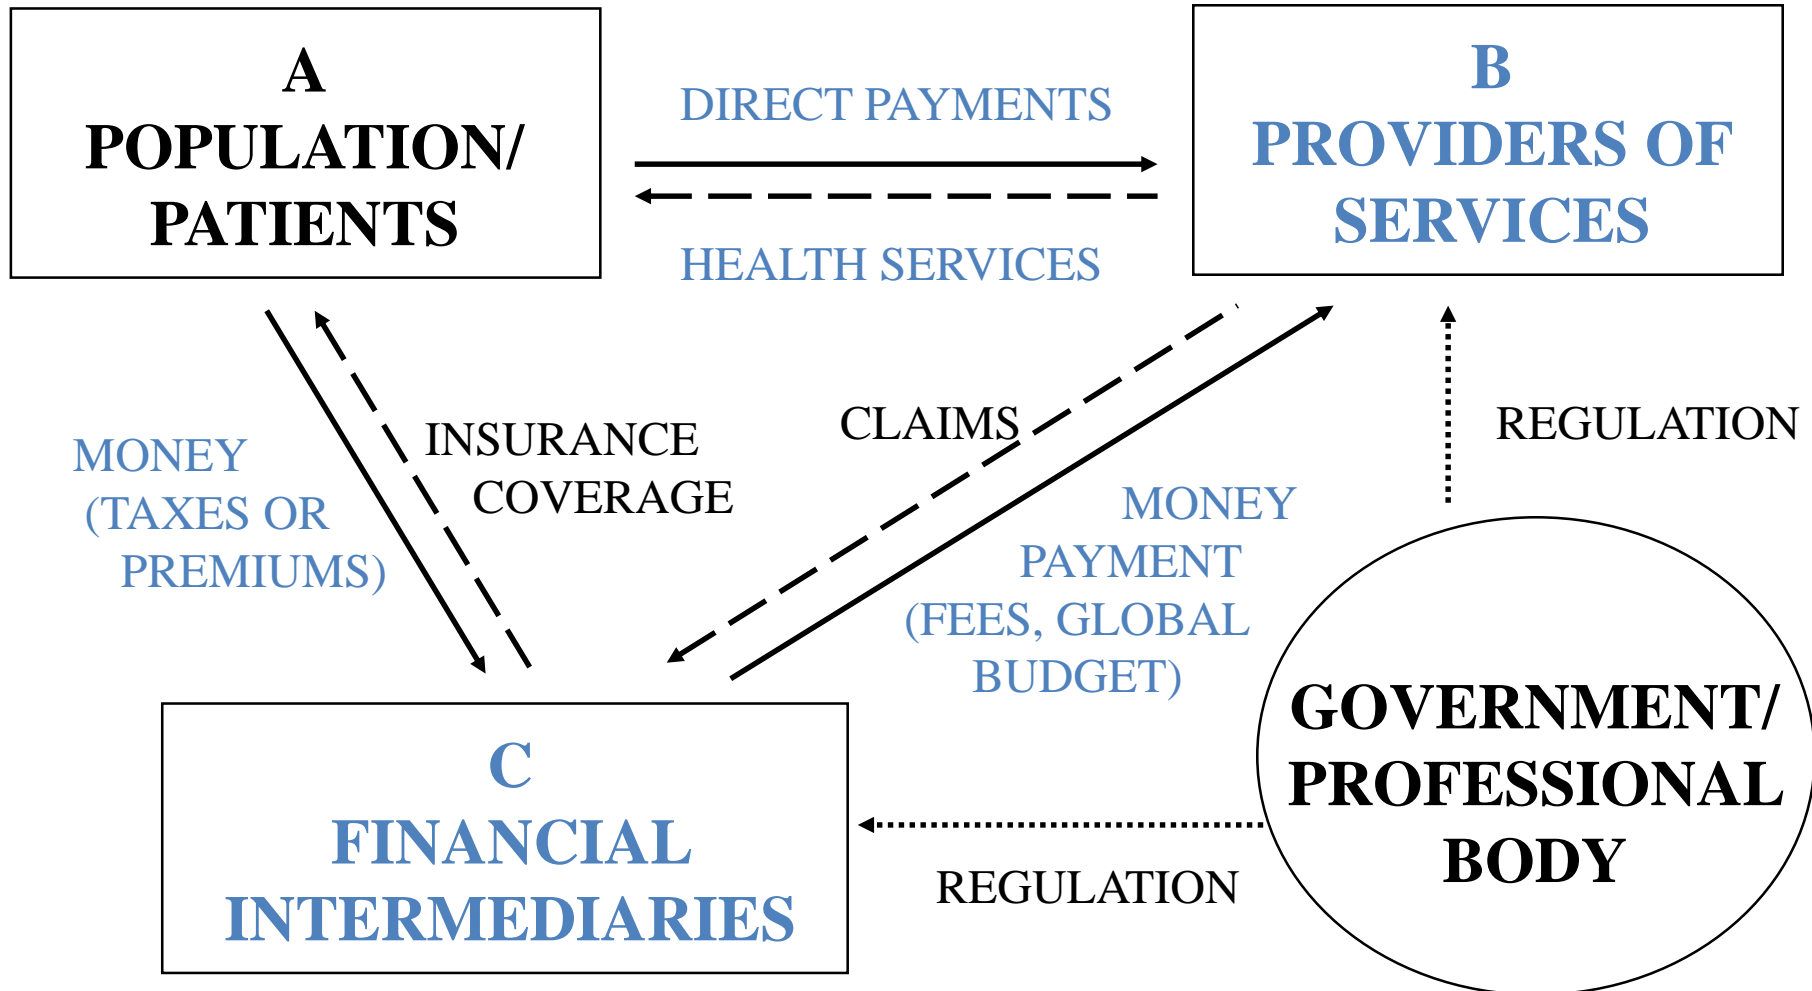 A
POPULATION/
PATIENTS
DIRECT PAYMENTS
HEALTH SERVICES
B
PROVIDERS OF
SERVICES
MONEY
(TAXES OR
PREMIUMS)
INSURANCE
COVERAGE
CLAIMS
MONEY
PAYMENT
(FEES, GLOBAL
BUDGET)
REGULATION
C
FINANCIAL
INTERMEDIARIES
REGULATION
GOVERNMENT/
PROFESSIONAL
BODY